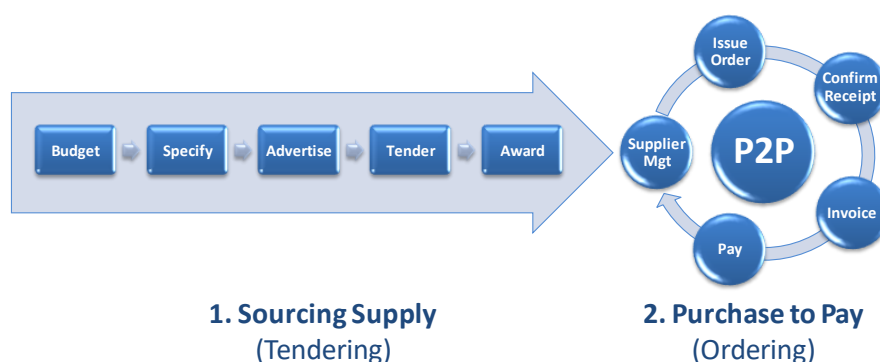 Budget
Specify
Advertise
Tender
Award
Issue
Order
Confirm
Receipt
Supplier
Mgt
P2P
Invoice
Pay
1. Sourcing Supply
(Tendering)
2. Purchase to Pay
(Ordering)